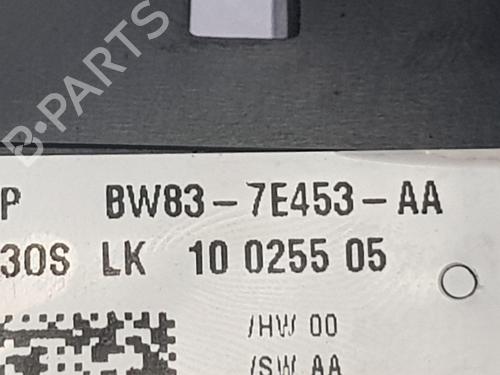 B-PARTS
P BW83-7E453-AA
30S LK 10 0255 05
/HW 00
/SW AA